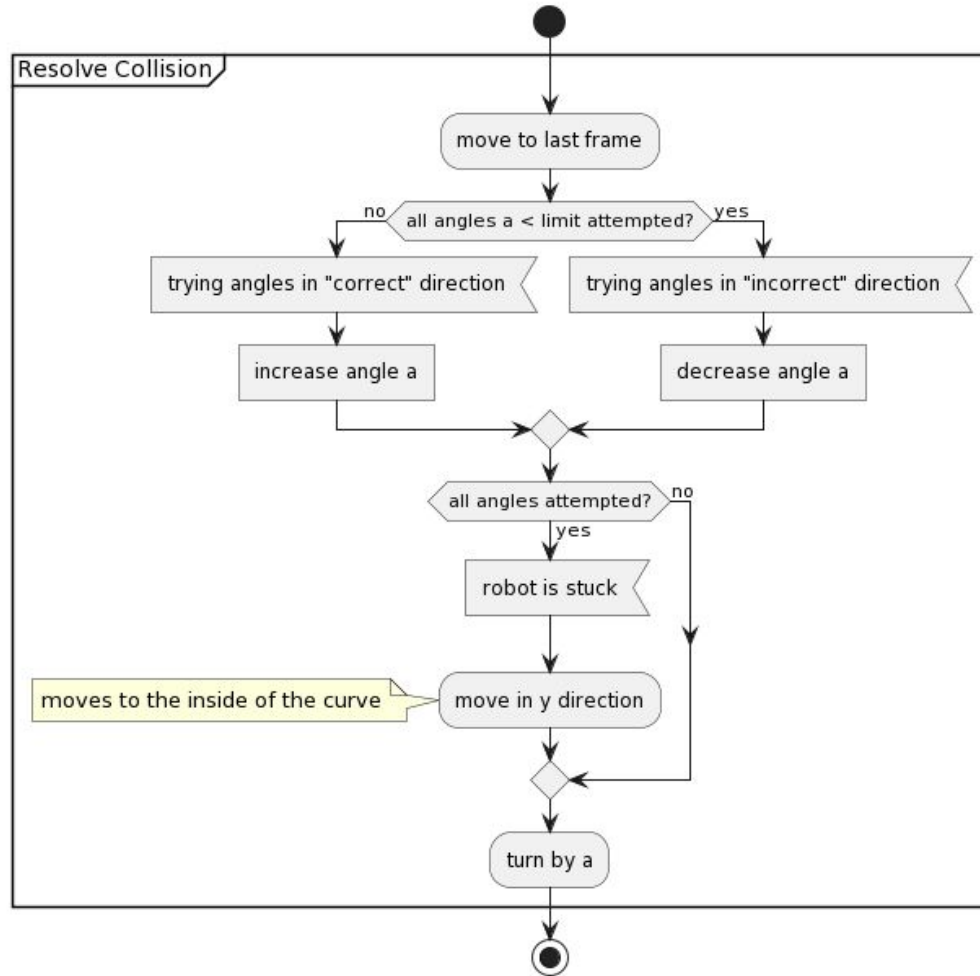 Resolve Collision
move to last frame
no
all angles a < limit attempted?
yes
trying angles in "correct" direction
trying angles in "incorrect" direction
increase angle a
decrease angle a
all angles attempted?
no
yes
robot is stuck
moves to the inside of the curve
move in y direction
turn by a